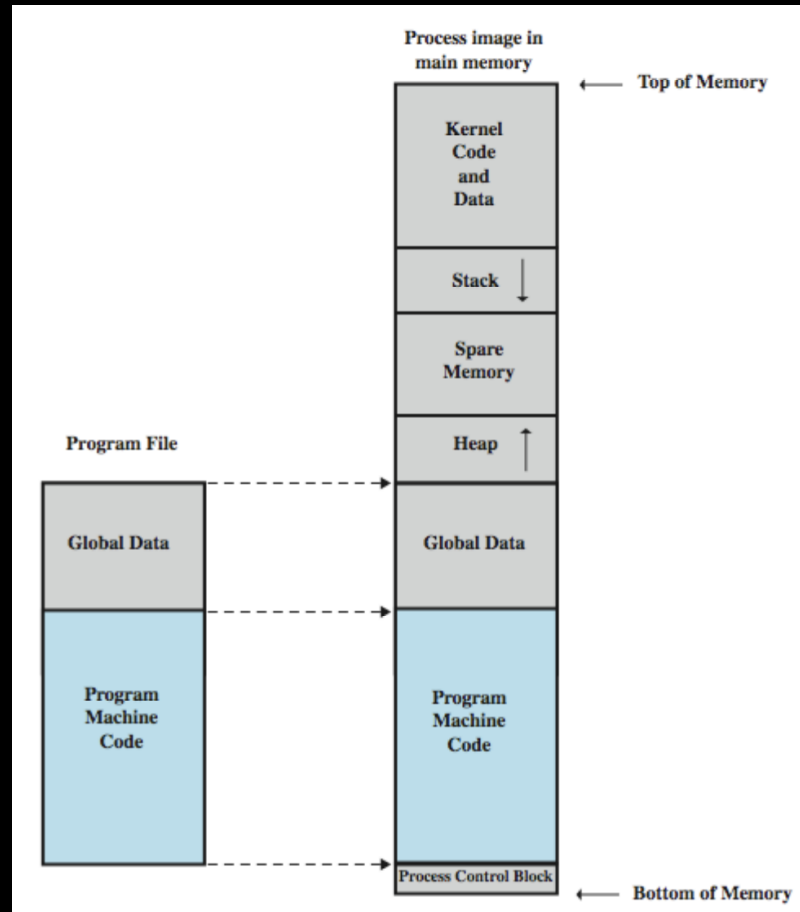 Process image in
main memory
Top of Memory
Kernel
Code
and
Data
Stack
Spare
Memory
Heap
Program File
Global Data
Global Data
Program
Machine
Code
Program
Machine
Code
Process Control Block
Bottom of Memory